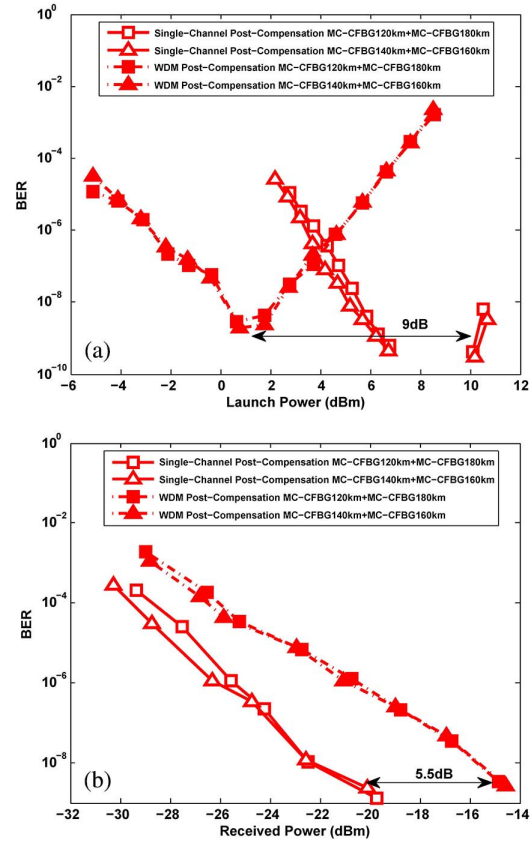 10^0
Single-Channel Post-Compensation MC-CFBG120km+MC-CFBG180km
Single-Channel Post-Compensation MC-CFBG140km+MC-CFBG160km
WDM Post-Compensation MC-CFBG120km+MC-CFBG180km
WDM Post-Compensation MC-CFBG140km+MC-CFBG160km
10^-2
10^-4
BER
10^-6
10^-8
9dB
(a)
10^-10
-6 -4 -2 0 2 4 6 8 10 12
Launch Power (dBm)
10^0
Single-Channel Post-Compensation MC-CFBG120km+MC-CFBG180km
Single-Channel Post-Compensation MC-CFBG140km+MC-CFBG160km
WDM Post-Compensation MC-CFBG120km+MC-CFBG180km
WDM Post-Compensation MC-CFBG140km+MC-CFBG160km
10^-2
10^-4
BER
10^-6
10^-8
5.5dB
(b)
-32 -30 -28 -26 -24 -22 -20 -18 -16 -14
Received Power (dBm)